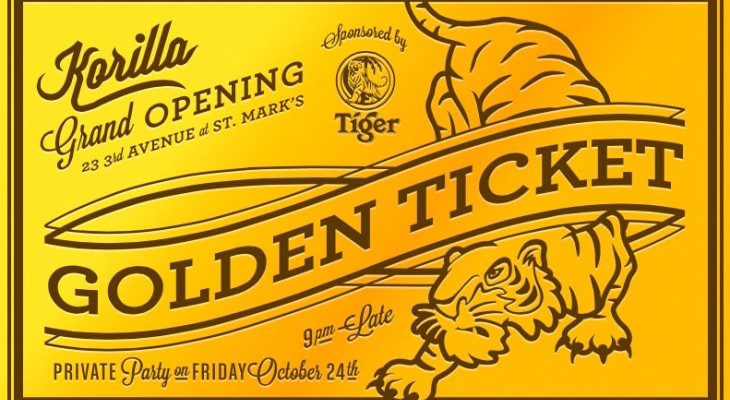 Korilla
Grand OPENING
23 3rd AVENUE at ST. MARK'S
Sponsored by
Tiger
GOLDEN TICKET
9pm - Late
PRIVATE Party on FRIDAY October 24th